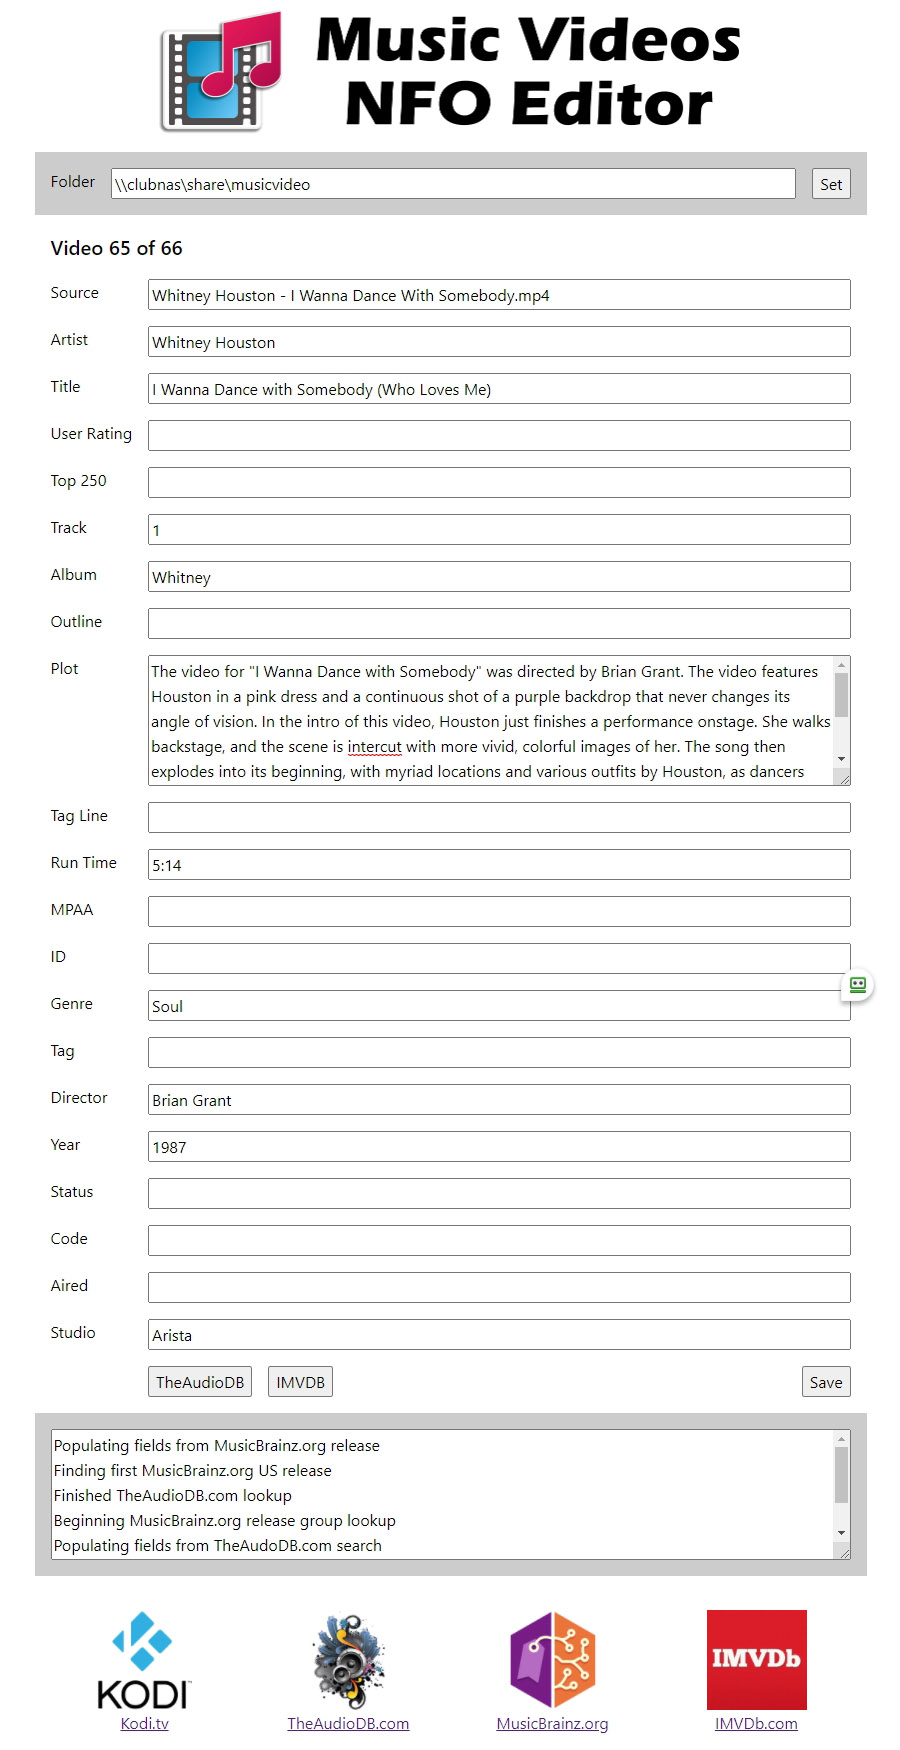 Music Videos
NFO Editor
Folder
\\clubnas\share\musicvideo
Set
Video 65 of 66
Source
Whitney Houston - I Wanna Dance With Somebody.mp4
Artist
Whitney Houston
Title
I Wanna Dance with Somebody (Who Loves Me)
User Rating
Top 250
Track
1
Album
Whitney
Outline
Plot
The video for "I Wanna Dance with Somebody" was directed by Brian Grant. The video features
Houston in a pink dress and a continuous shot of a purple backdrop that never changes its
angle of vision. In the intro of this video, Houston just finishes a performance onstage. She walks
backstage, and the scene is intercut with more vivid, colorful images of her. The song then
explodes into its beginning, with myriad locations and various outfits by Houston, as dancers
Tag Line
Run Time
5:14
MPAA
ID
Genre
Soul
Tag
Director
Brian Grant
Year
1987
Status
Code
Aired
Studio
Arista
TheAudioDB
IMVDB
Save
Populating fields from MusicBrainz.org release
Finding first MusicBrainz.org US release
Finished TheAudioDB.com lookup
Beginning MusicBrainz.org release group lookup
Populating fields from TheAudoDB.com search
KODI
IMVDb
Kodi.tv
TheAudioDB.com
MusicBrainz.org
IMVDb.com